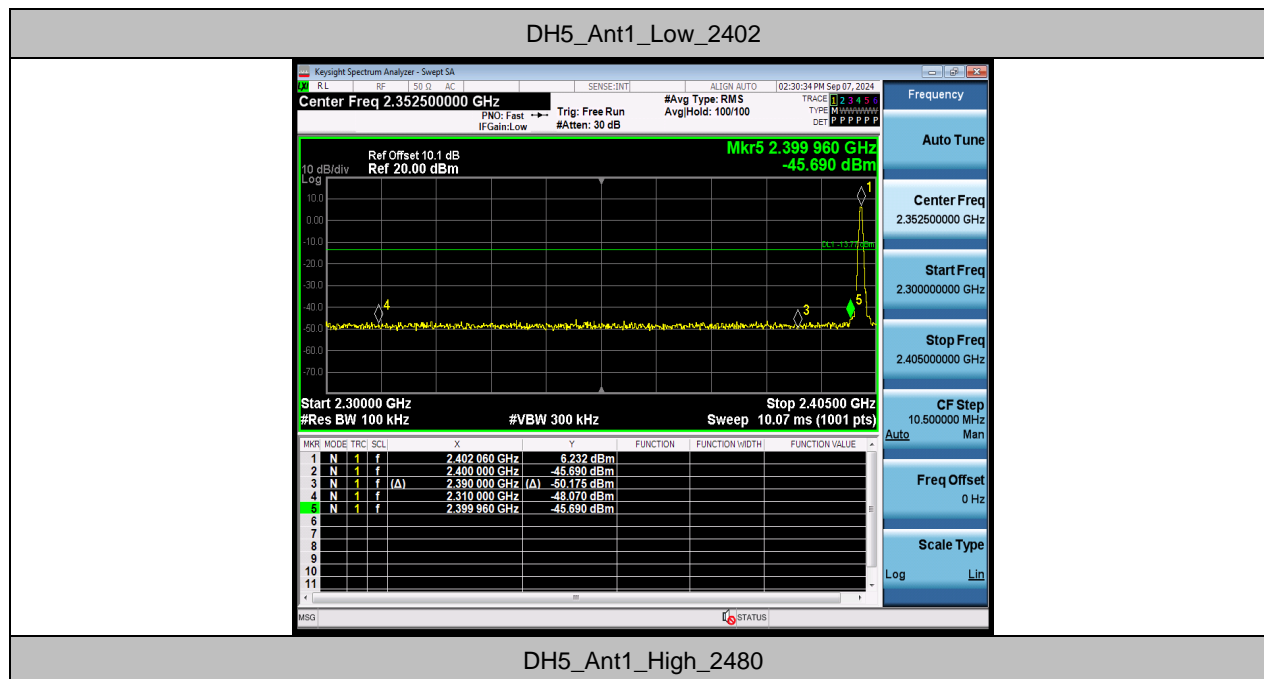 DH5_Ant1_Low_2402
Keysight Spectrum Analyzer - Swept SA
LXI RL RF 50 Ω AC SENSE:INT ALIGN AUTO 02:30:34 PM Sep 07, 2024
Center Freq 2.352500000 GHz
PNO: Fast
IFGain:Low
Trig: Free Run
#Atten: 30 dB
#Avg Type: RMS
Avg|Hold: 100/100
TRACE 1 2 3 4 5 6
TYPE M W W W W W
DET P P P P P P
Mkr5 2.399 960 GHz
-45.690 dBm
Ref Offset 10.1 dB
10 dB/div Ref 20.00 dBm
Log
10.0
0.00
-10.0
-20.0
-30.0
-40.0
-50.0
-60.0
-70.0
1
DL1 -13.77 dBm
4
3
5
Start 2.30000 GHz Stop 2.40500 GHz
#Res BW 100 kHz #VBW 300 kHz Sweep 10.07 ms (1001 pts)
MKR MODE TRC SCL X Y FUNCTION FUNCTION WIDTH FUNCTION VALUE
1 N 1 f 2.402 060 GHz 6.232 dBm
2 N 1 f 2.400 000 GHz -45.690 dBm
3 N 1 f (Δ) 2.390 000 GHz (Δ) -50.175 dBm
4 N 1 f 2.310 000 GHz -48.070 dBm
5 N 1 f 2.399 960 GHz -45.690 dBm
6
7
8
9
10
11
MSG STATUS
Frequency
Auto Tune
Center Freq
2.352500000 GHz
Start Freq
2.300000000 GHz
Stop Freq
2.405000000 GHz
CF Step
10.500000 MHz
Auto Man
Freq Offset
0 Hz
Scale Type
Log Lin
DH5_Ant1_High_2480